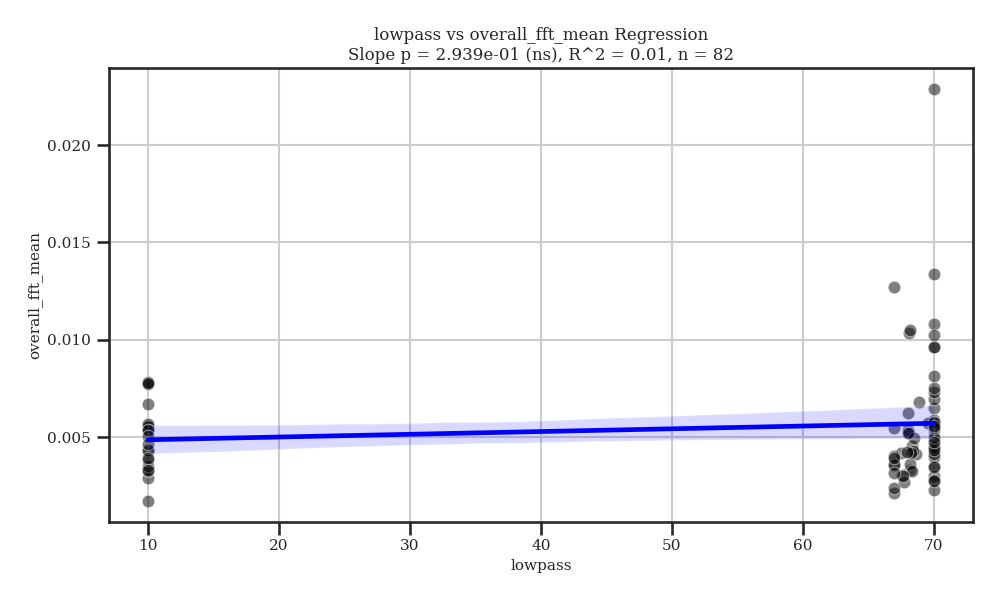 lowpass vs overall_fft_mean Regression
Slope p = 2.939e-01 (ns), R^2 = 0.01, n = 82
overall_fft_mean
0.020
0.015
0.010
0.005
10 20 30 40 50 60 70
lowpass